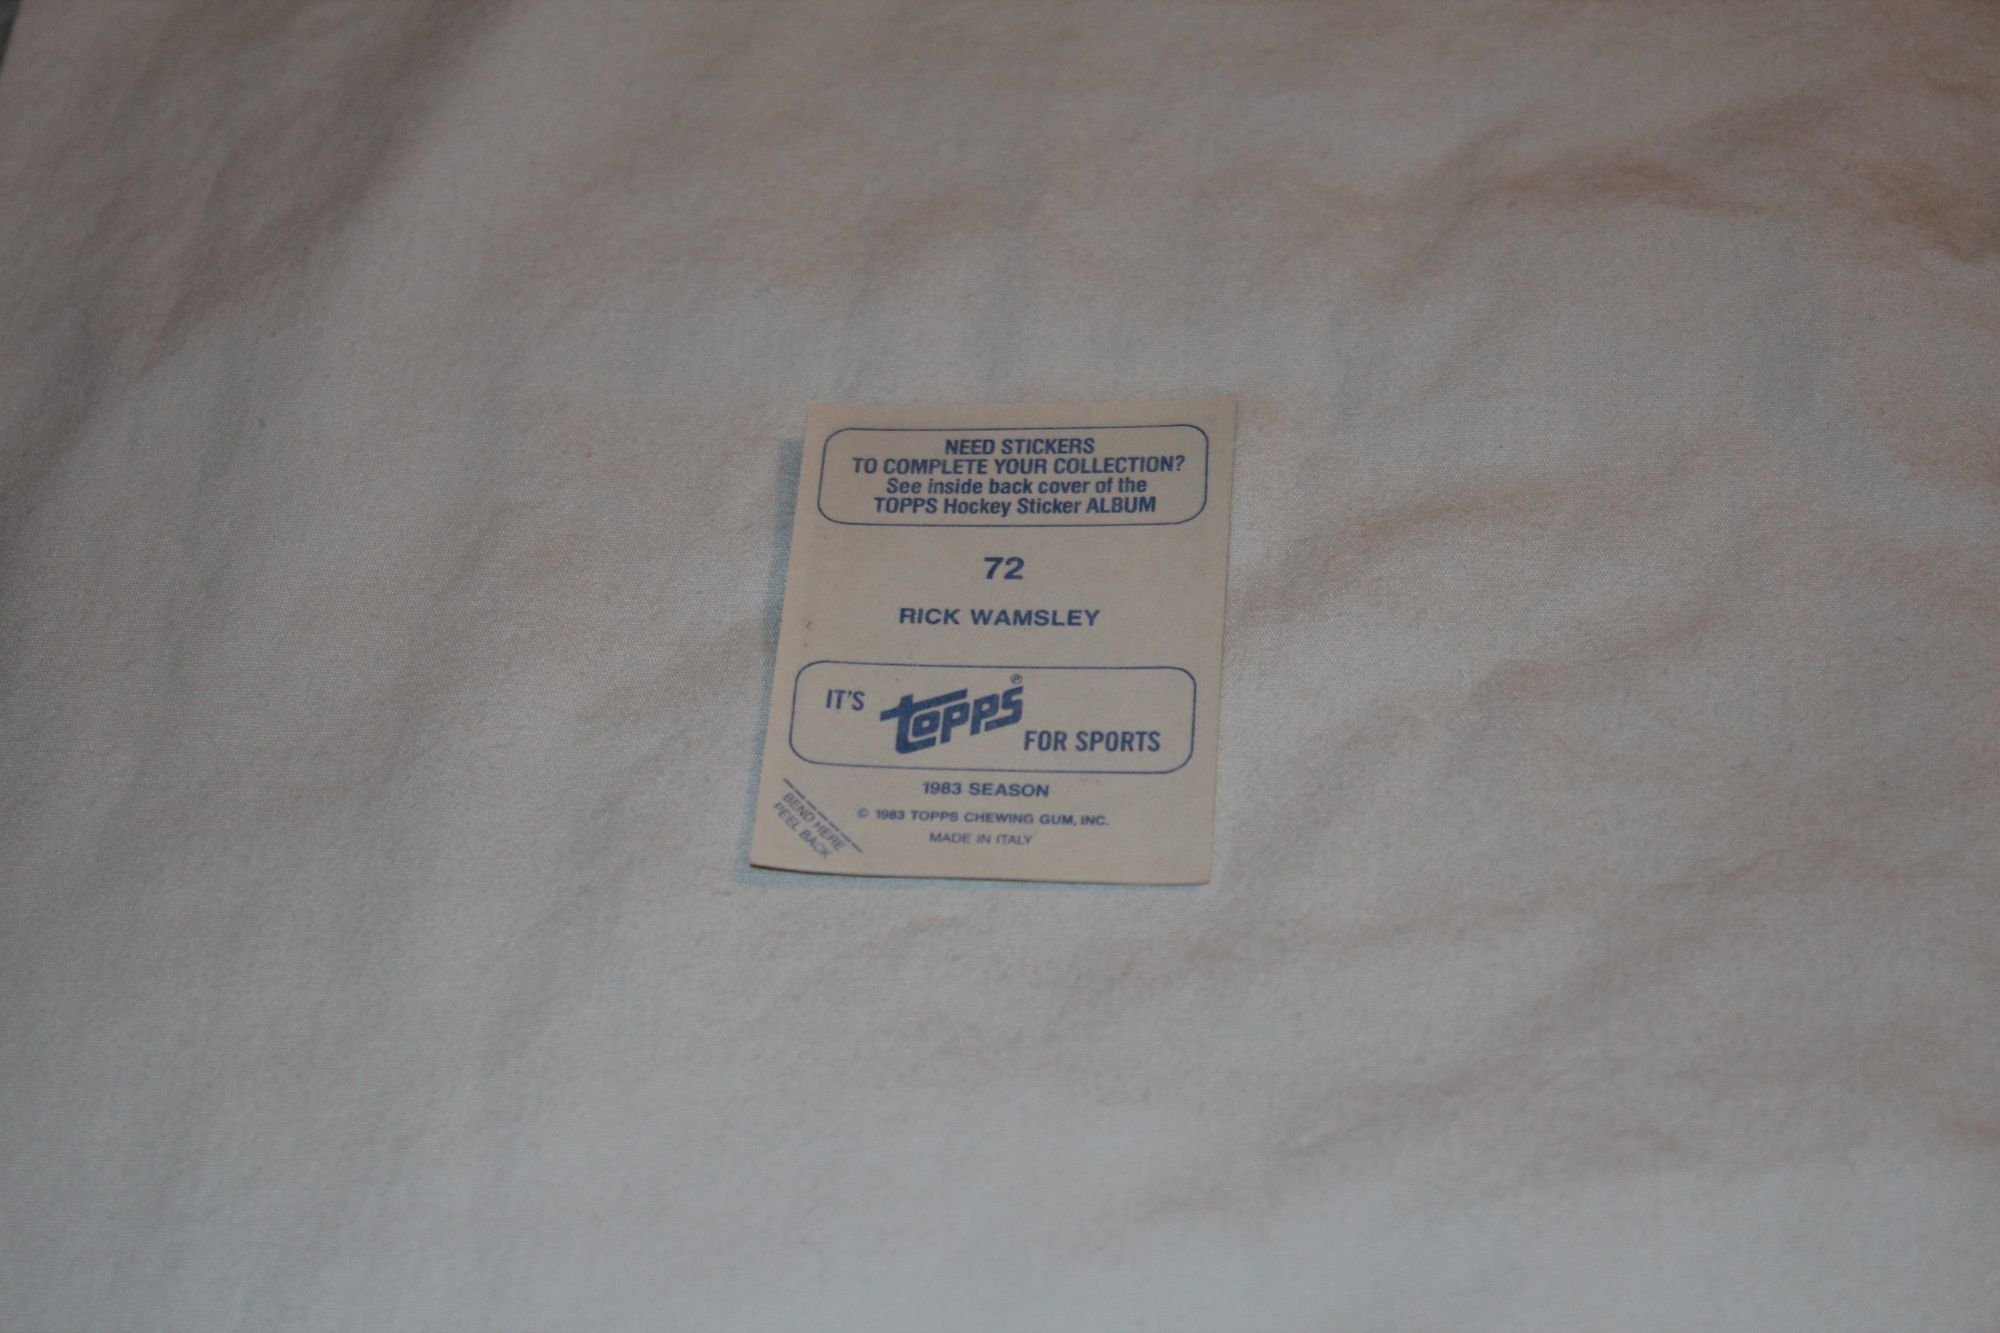 NEED STICKERS
TO COMPLETE YOUR COLLECTION?
See inside back cover of the
TOPPS Hockey Sticker ALBUM
72
RICK WAMSLEY
IT'S topps® FOR SPORTS
1983 SEASON
© 1983 TOPPS CHEWING GUM, INC.
MADE IN ITALY
BEND HERE
PEEL BACK